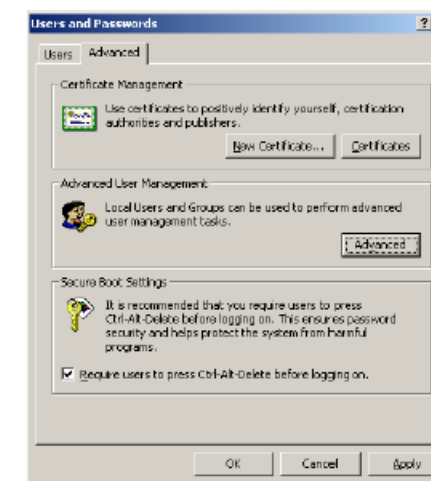 Users and Passwords
?
Users Advanced
Certificate Management
Use certificates to positively identify yourself, certification
authorities and publishers.
New Certificate... Certificates
Advanced User Management
Local Users and Groups can be used to perform advanced
user management tasks.
Advanced
Secure Boot Settings
It is recommended that you require users to press
Ctrl-Alt-Delete before logging on. This ensures password
security and helps protect the system from harmful
programs.
Require users to press Ctrl-Alt-Delete before logging on.
OK Cancel Apply